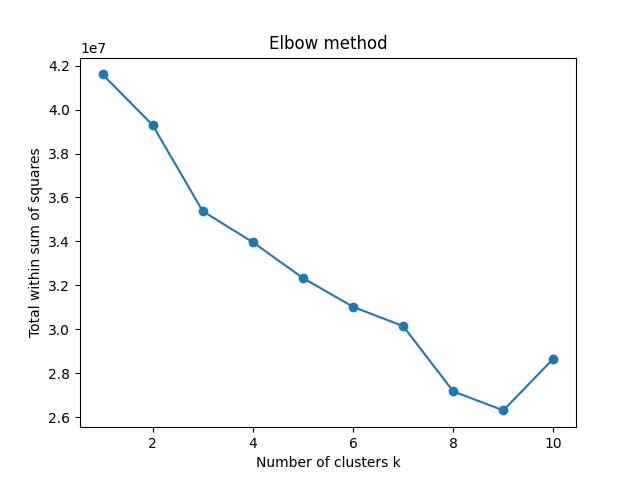 Elbow method
1e7
4.2
4.0
3.8
3.6
3.4
3.2
3.0
2.8
2.6
Total within sum of squares
2 4 6 8 10
Number of clusters k